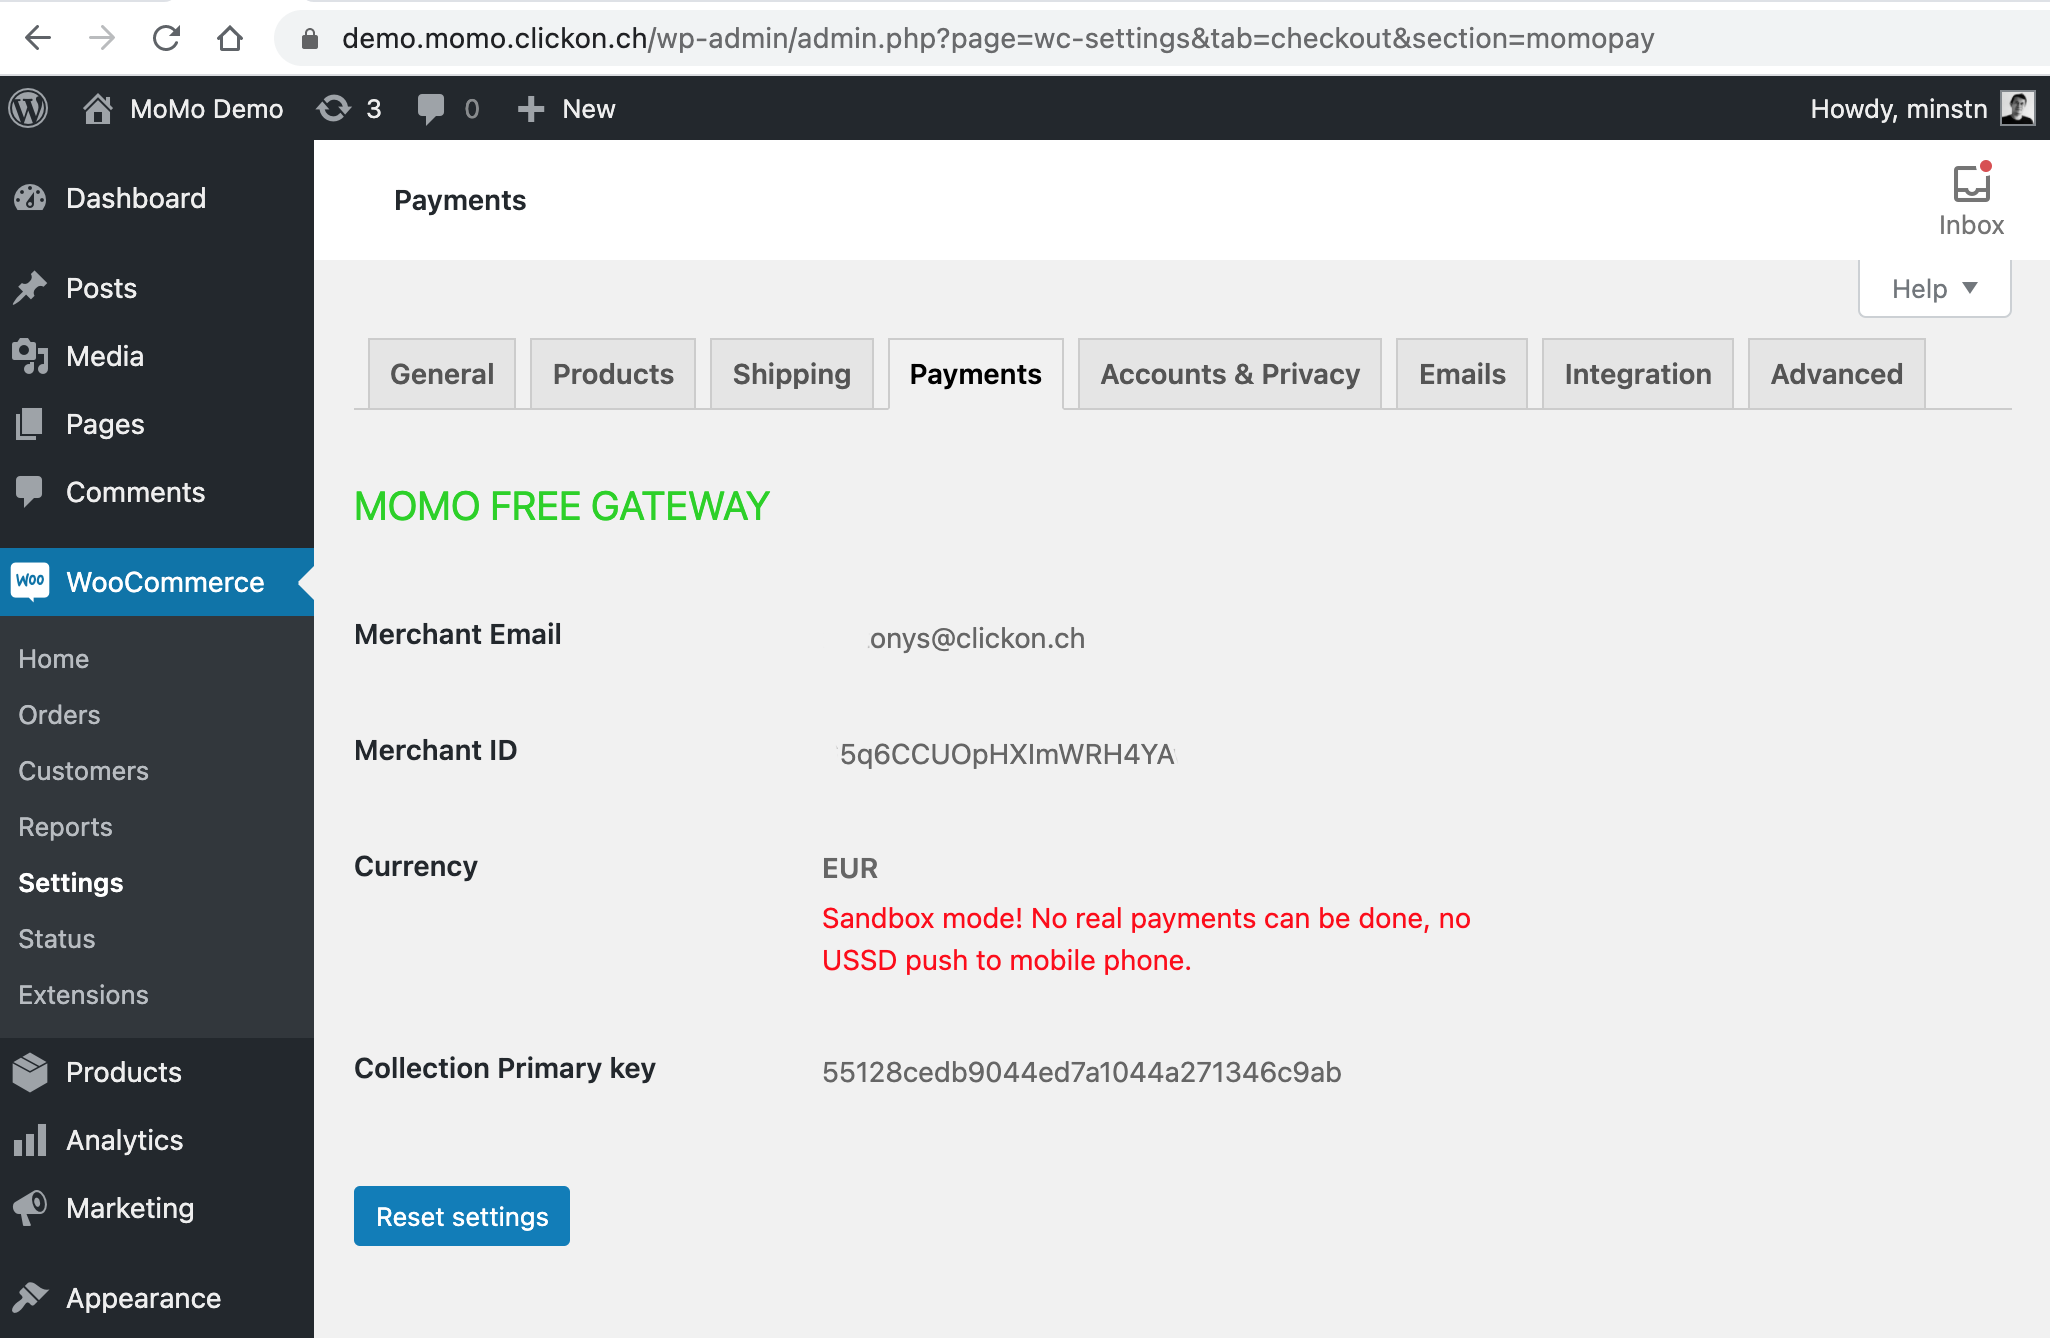 demo.momo.clickon.ch/wp-admin/admin.php?page=wc-settings&tab=checkout&section=momopay
MoMo Demo 3 0 New Howdy, minstn
Dashboard
Posts
Media
Pages
Comments
WOO WooCommerce
Home
Orders
Customers
Reports
Settings
Status
Extensions
Products
Analytics
Marketing
Appearance
Payments
Inbox
Help
General Products Shipping Payments Accounts & Privacy Emails Integration Advanced
MOMO FREE GATEWAY
Merchant Email onys@clickon.ch
Merchant ID 5q6CCUOpHXImWRH4YA
Currency EUR
Sandbox mode! No real payments can be done, no
USSD push to mobile phone.
Collection Primary key 55128cedb9044ed7a1044a271346c9ab
Reset settings